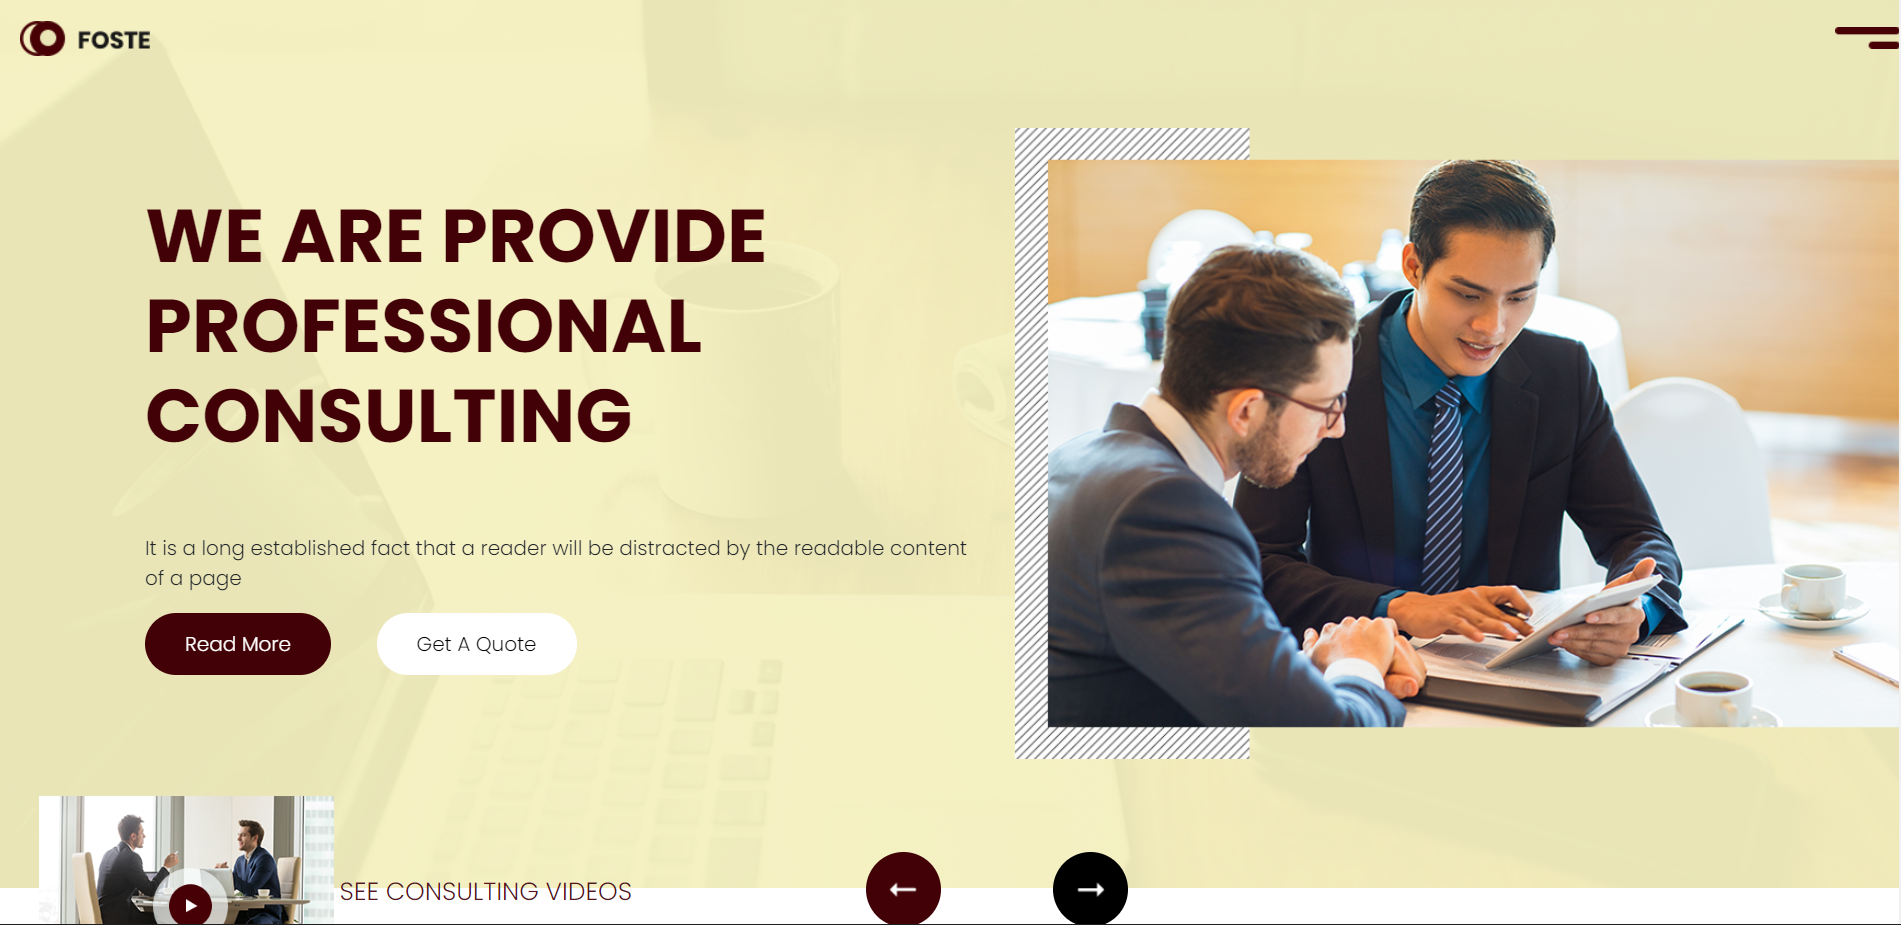 FOSTE
WE ARE PROVIDE
PROFESSIONAL
CONSULTING
It is a long established fact that a reader will be distracted by the readable content
of a page
Read More
Get A Quote
SEE CONSULTING VIDEOS